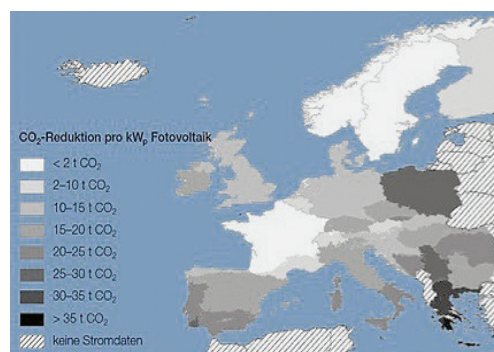 CO₂-Reduktion pro kWₚ Fotovoltaik
< 2 t CO₂
2–10 t CO₂
10–15 t CO₂
15–20 t CO₂
20–25 t CO₂
25–30 t CO₂
30–35 t CO₂
> 35 t CO₂
keine Stromdaten